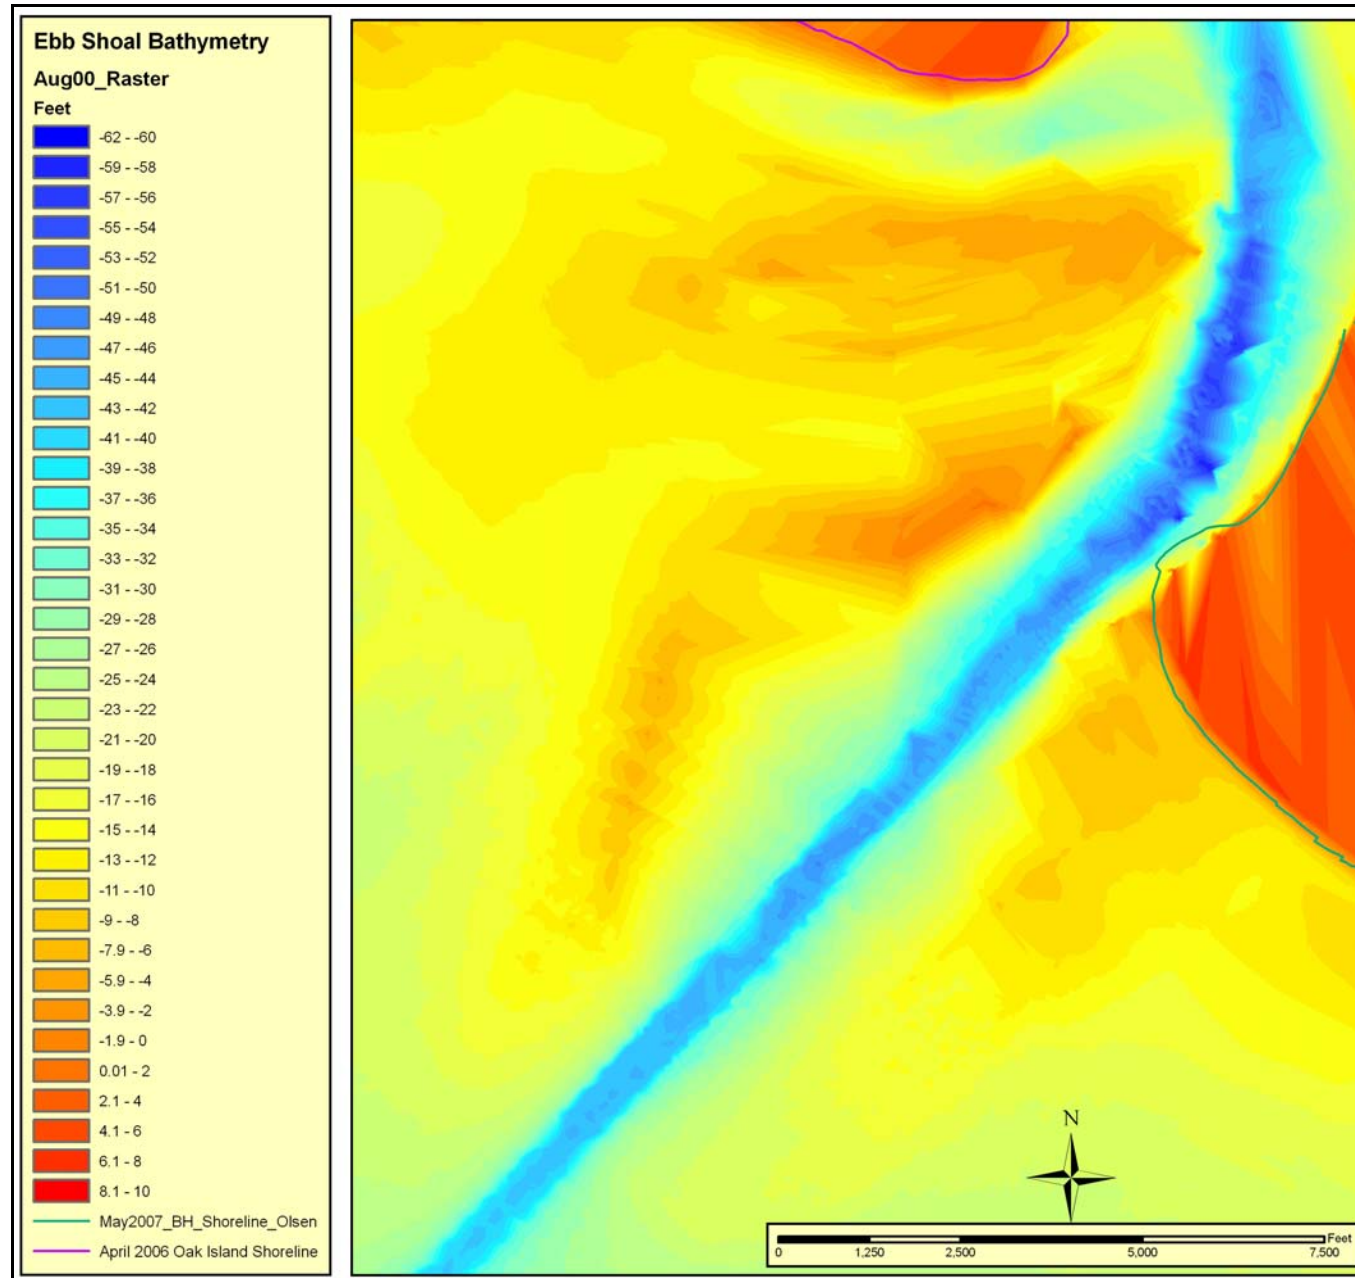 Ebb Shoal Bathymetry
Aug00_Raster
Feet
-62 - -60
-59 - -58
-57 - -56
-55 - -54
-53 - -52
-51 - -50
-49 - -48
-47 - -46
-45 - -44
-43 - -42
-41 - -40
-39 - -38
-37 - -36
-35 - -34
-33 - -32
-31 - -30
-29 - -28
-27 - -26
-25 - -24
-23 - -22
-21 - -20
-19 - -18
-17 - -16
-15 - -14
-13 - -12
-11 - -10
-9 - -8
-7.9 - -6
-5.9 - -4
-3.9 - -2
-1.9 - 0
0.01 - 2
2.1 - 4
4.1 - 6
6.1 - 8
8.1 - 10
May2007_BH_Shoreline_Olsen
April 2006 Oak Island Shoreline
N
Feet
0 1,250 2,500 5,000 7,500